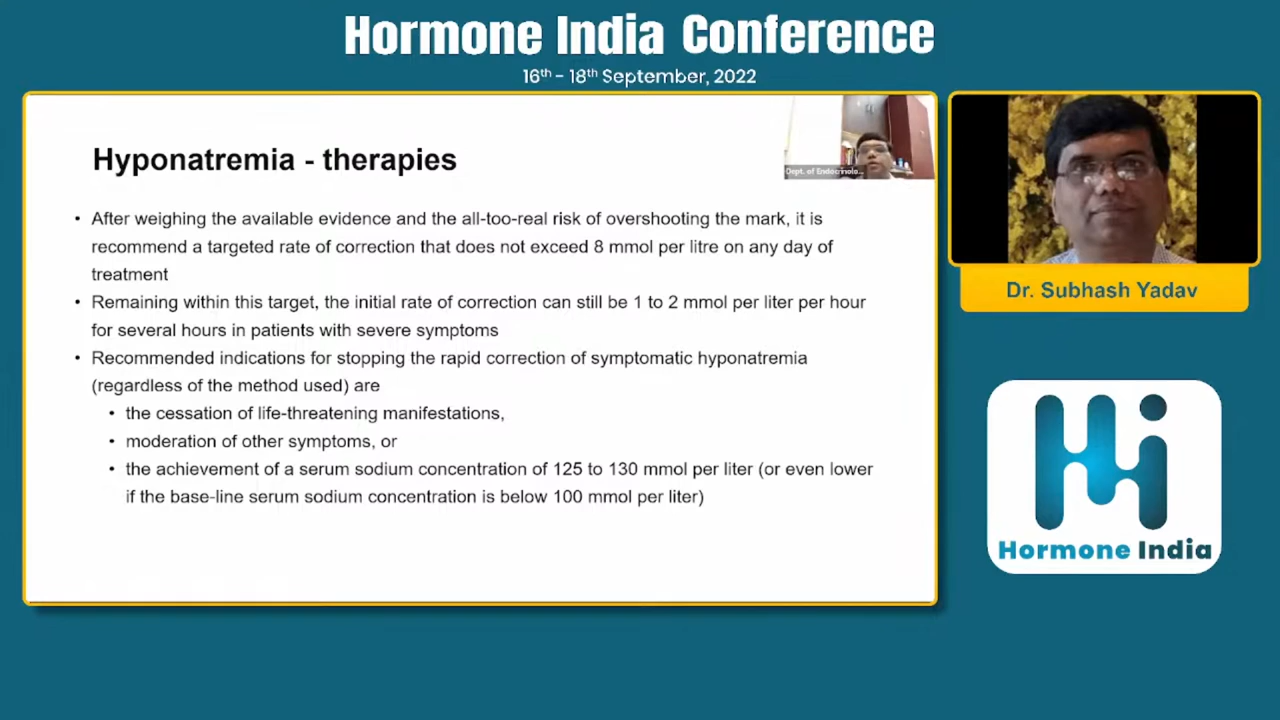 Hormone India Conference
16th - 18th September, 2022
Hyponatremia - therapies
• After weighing the available evidence and the all-too-real risk of overshooting the mark, it is
recommend a targeted rate of correction that does not exceed 8 mmol per litre on any day of
treatment
• Remaining within this target, the initial rate of correction can still be 1 to 2 mmol per liter per hour
for several hours in patients with severe symptoms
• Recommended indications for stopping the rapid correction of symptomatic hyponatremia
(regardless of the method used) are
• the cessation of life-threatening manifestations,
• moderation of other symptoms, or
• the achievement of a serum sodium concentration of 125 to 130 mmol per liter (or even lower
if the base-line serum sodium concentration is below 100 mmol per liter)
Dept. of Endocrinolo...
Dr. Subhash Yadav
Hi
Hormone India